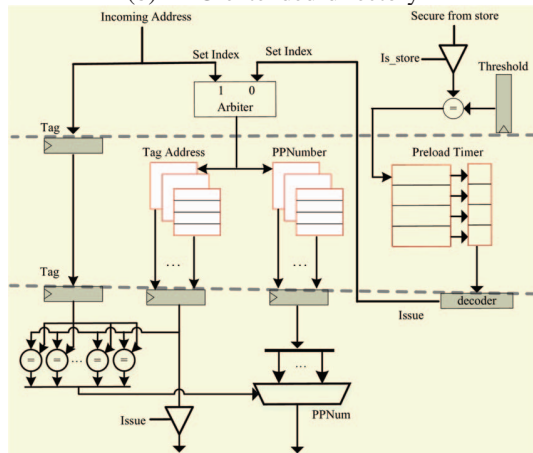 Incoming Address
Secure from store
Set Index
Set Index
Is_store
Threshold
1 0
Arbiter
=
Tag
Tag Address
PPNumber
Preload Timer
... ...
Tag
Issue
decoder
= = ... = =
...
Issue
PPNum